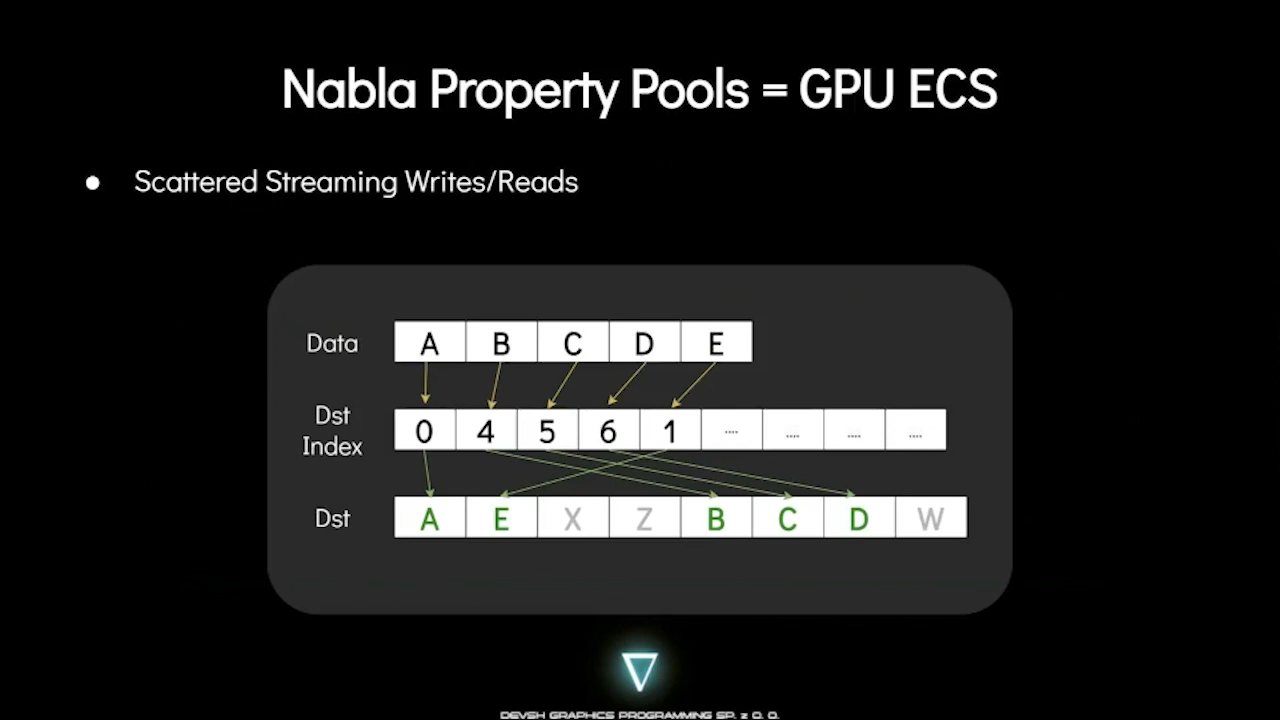 Nabla Property Pools = GPU ECS
● Scattered Streaming Writes/Reads
Data A B C D E
Dst Index 0 4 5 6 1 .... .... .... ....
Dst A E X Z B C D W
DEVSH GRAPHICS PROGRAMMING SP. z O. O.